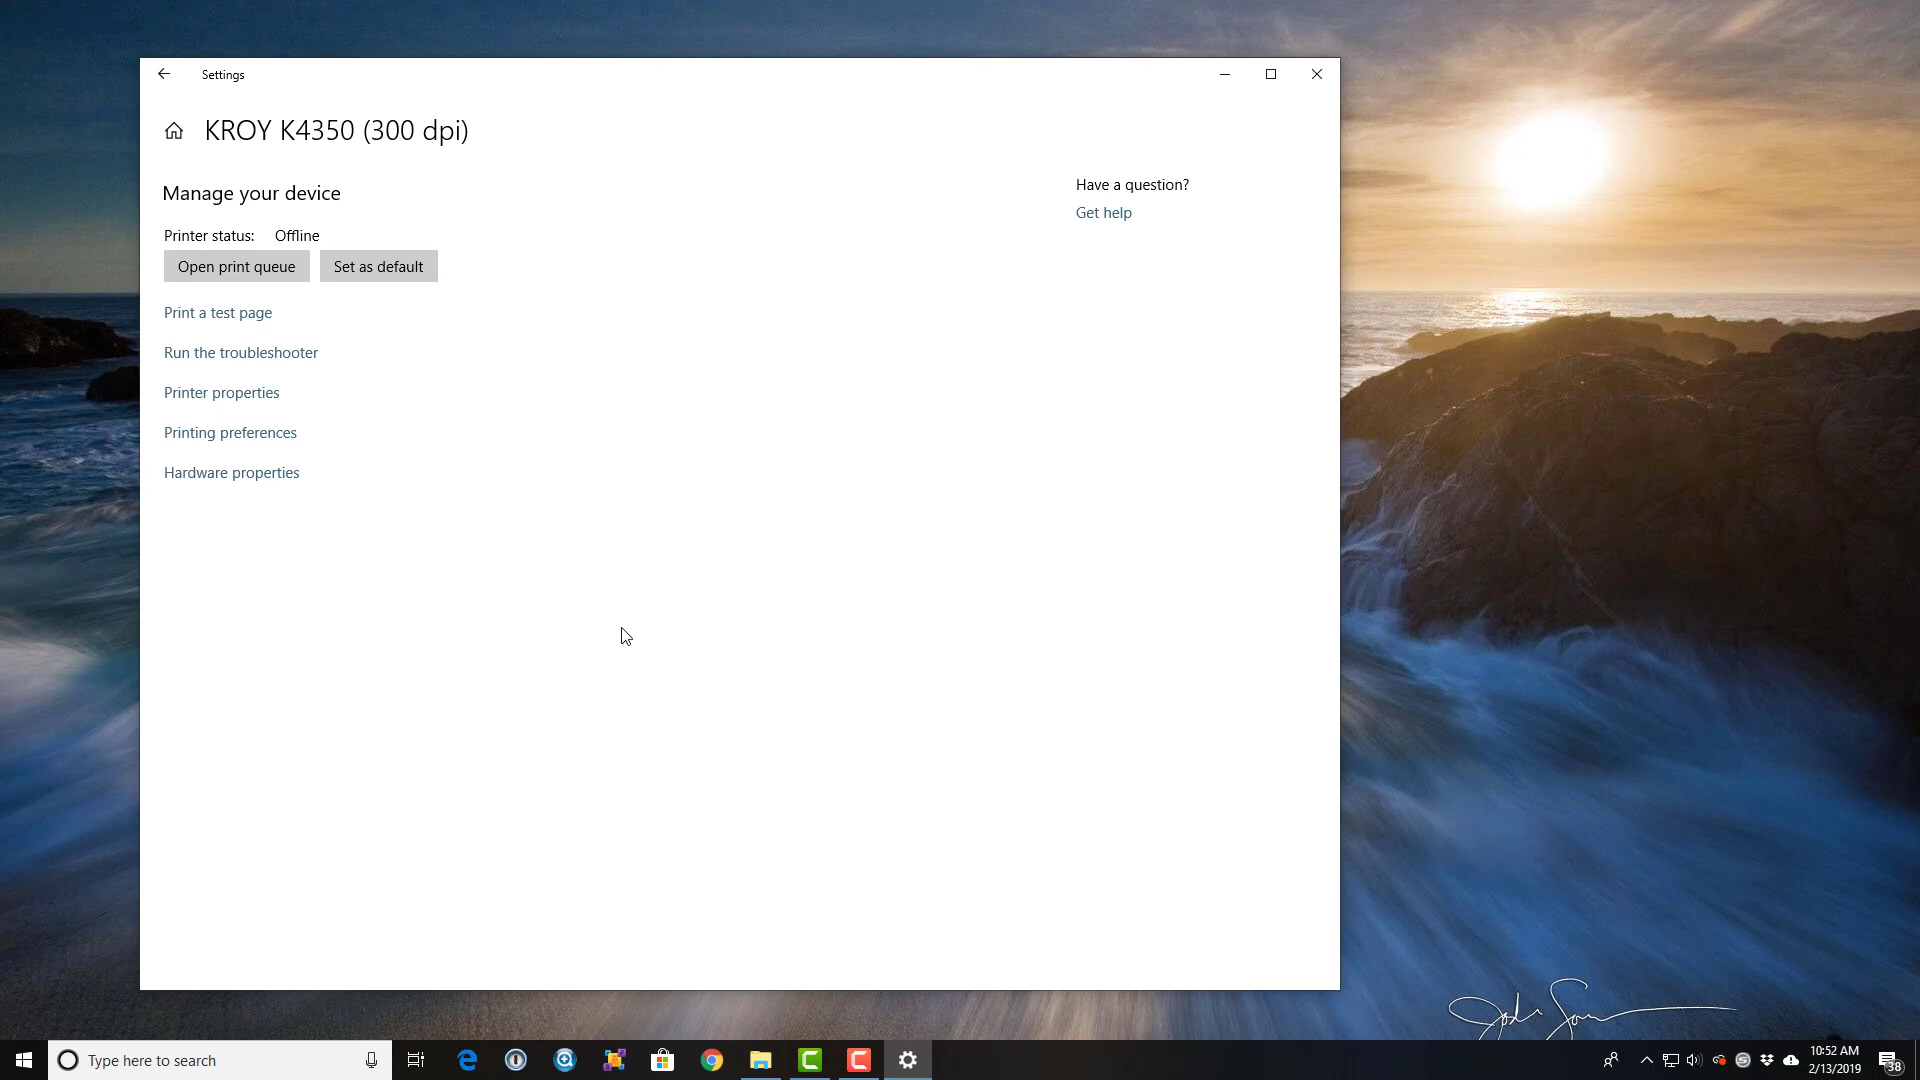 Settings
KROY K4350 (300 dpi)
Manage your device
Printer status: Offline
Open print queue
Set as default
Print a test page
Run the troubleshooter
Printer properties
Printing preferences
Hardware properties
Have a question?
Get help
Type here to search
10:52 AM
2/13/2019
38